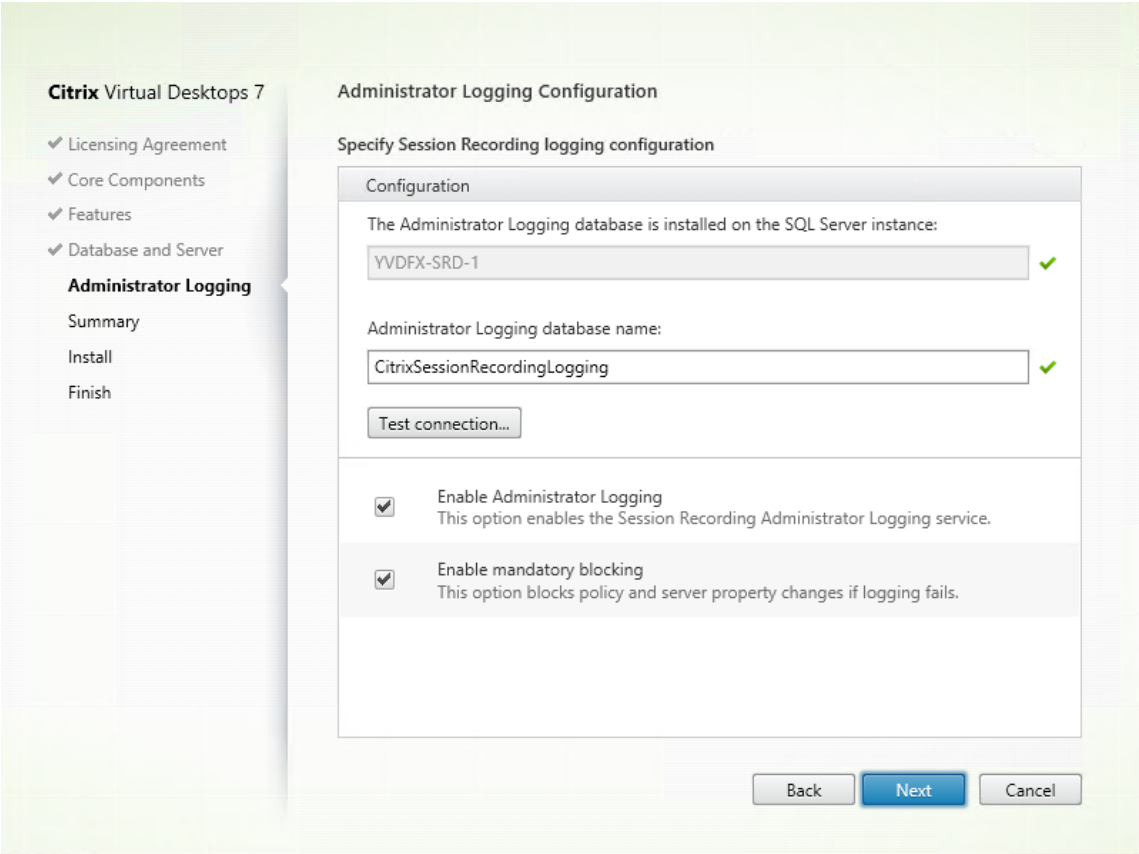 Citrix Virtual Desktops 7
Licensing Agreement
Core Components
Features
Database and Server
Administrator Logging
Summary
Install
Finish
Administrator Logging Configuration
Specify Session Recording logging configuration
Configuration
The Administrator Logging database is installed on the SQL Server instance:
YVDFX-SRD-1
Administrator Logging database name:
CitrixSessionRecordingLogging
Test connection...
Enable Administrator Logging
This option enables the Session Recording Administrator Logging service.
Enable mandatory blocking
This option blocks policy and server property changes if logging fails.
Back
Next
Cancel